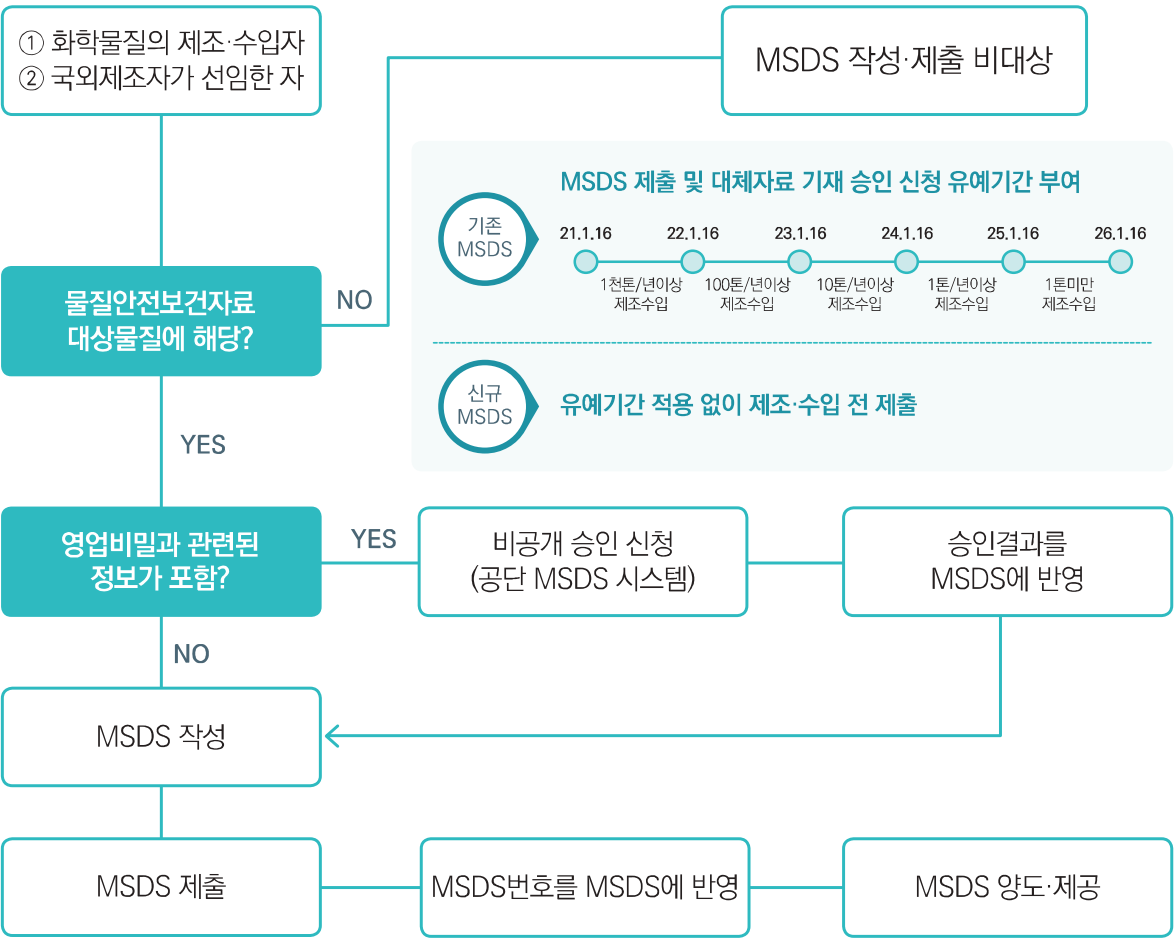 ① 화학물질의 제조·수입자
② 국외제조자가 선임한 자
MSDS 작성·제출 비대상
기존
MSDS
MSDS 제출 및 대체자료 기재 승인 신청 유예기간 부여
21.1.16
22.1.16
23.1.16
24.1.16
25.1.16
26.1.16
1천톤/년이상
제조수입
100톤/년이상
제조수입
10톤/년이상
제조수입
1톤/년이상
제조수입
1톤미만
제조수입
물질안전보건자료
대상물질에 해당?
NO
신규
MSDS
유예기간 적용 없이 제조·수입 전 제출
YES
영업비밀과 관련된
정보가 포함?
YES
비공개 승인 신청
(공단 MSDS 시스템)
승인결과를
MSDS에 반영
NO
MSDS 작성
MSDS 제출
MSDS번호를 MSDS에 반영
MSDS 양도·제공